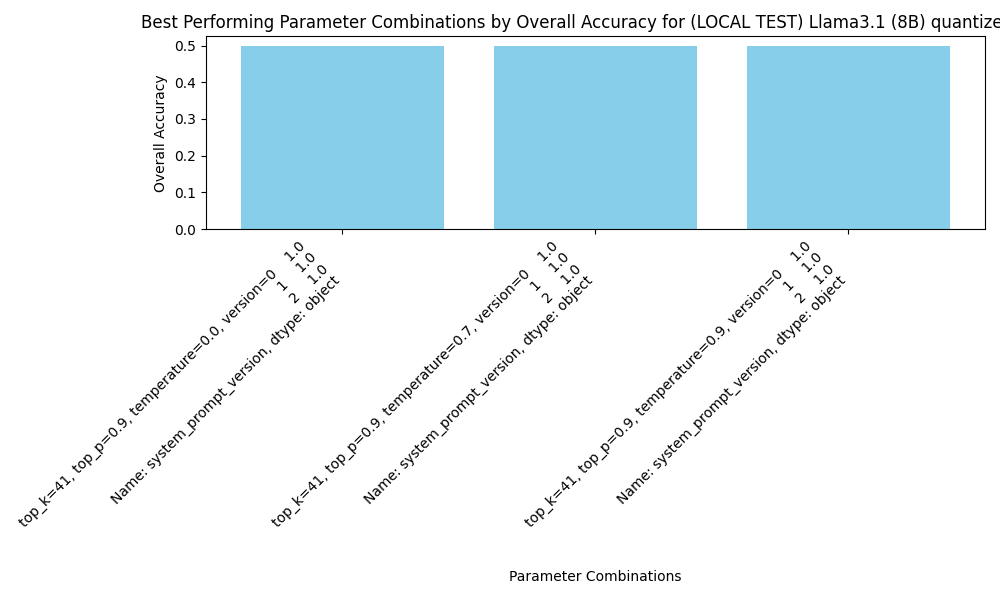 Best Performing Parameter Combinations by Overall Accuracy for (LOCAL TEST) Llama3.1 (8B) quantize
Overall Accuracy
0.5
0.4
0.3
0.2
0.1
0.0
top_k=41, top_p=0.9, temperature=0.0, version=0    1.0
1    1.0
2    1.0
Name: system_prompt_version, dtype: object
top_k=41, top_p=0.9, temperature=0.7, version=0    1.0
1    1.0
2    1.0
Name: system_prompt_version, dtype: object
top_k=41, top_p=0.9, temperature=0.9, version=0    1.0
1    1.0
2    1.0
Name: system_prompt_version, dtype: object
Parameter Combinations